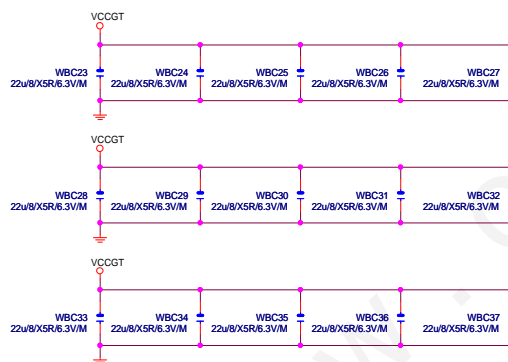 VCCGT
WBC23 WBC24 WBC25 WBC26 WBC27
22u/8/X5R/6.3V/M 22u/8/X5R/6.3V/M 22u/8/X5R/6.3V/M 22u/8/X5R/6.3V/M 22u/8/X5R/6.3V/M
VCCGT
WBC28 WBC29 WBC30 WBC31 WBC32
22u/8/X5R/6.3V/M 22u/8/X5R/6.3V/M 22u/8/X5R/6.3V/M 22u/8/X5R/6.3V/M 22u/8/X5R/6.3V/M
VCCGT
WBC33 WBC34 WBC35 WBC36 WBC37
22u/8/X5R/6.3V/M 22u/8/X5R/6.3V/M 22u/8/X5R/6.3V/M 22u/8/X5R/6.3V/M 22u/8/X5R/6.3V/M